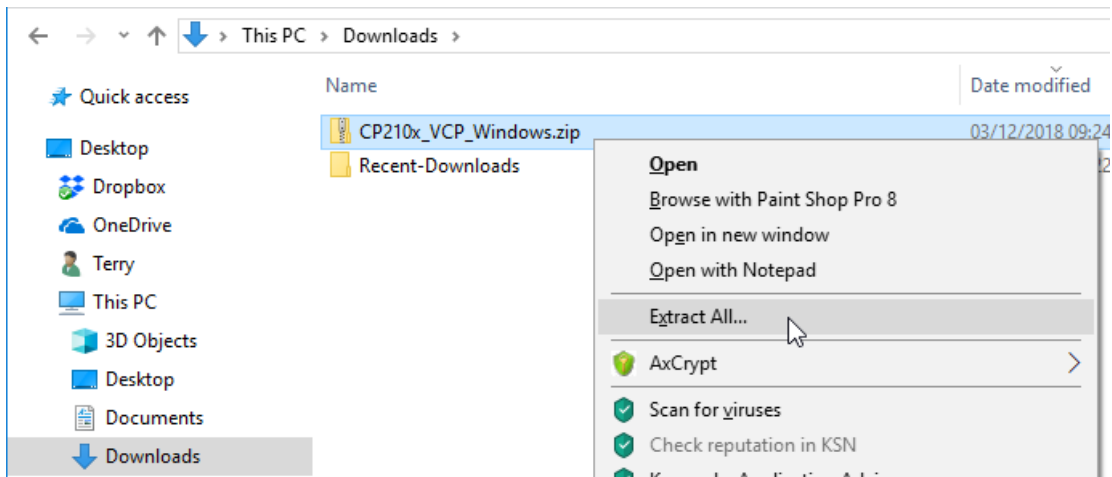 This PC > Downloads >
Quick access
Desktop
Dropbox
OneDrive
Terry
This PC
3D Objects
Desktop
Documents
Downloads
Name
Date modified
CP210x_VCP_Windows.zip
03/12/2018 09:24
Recent-Downloads
Open
Browse with Paint Shop Pro 8
Open in new window
Open with Notepad
Extract All...
AxCrypt
Scan for viruses
Check reputation in KSN